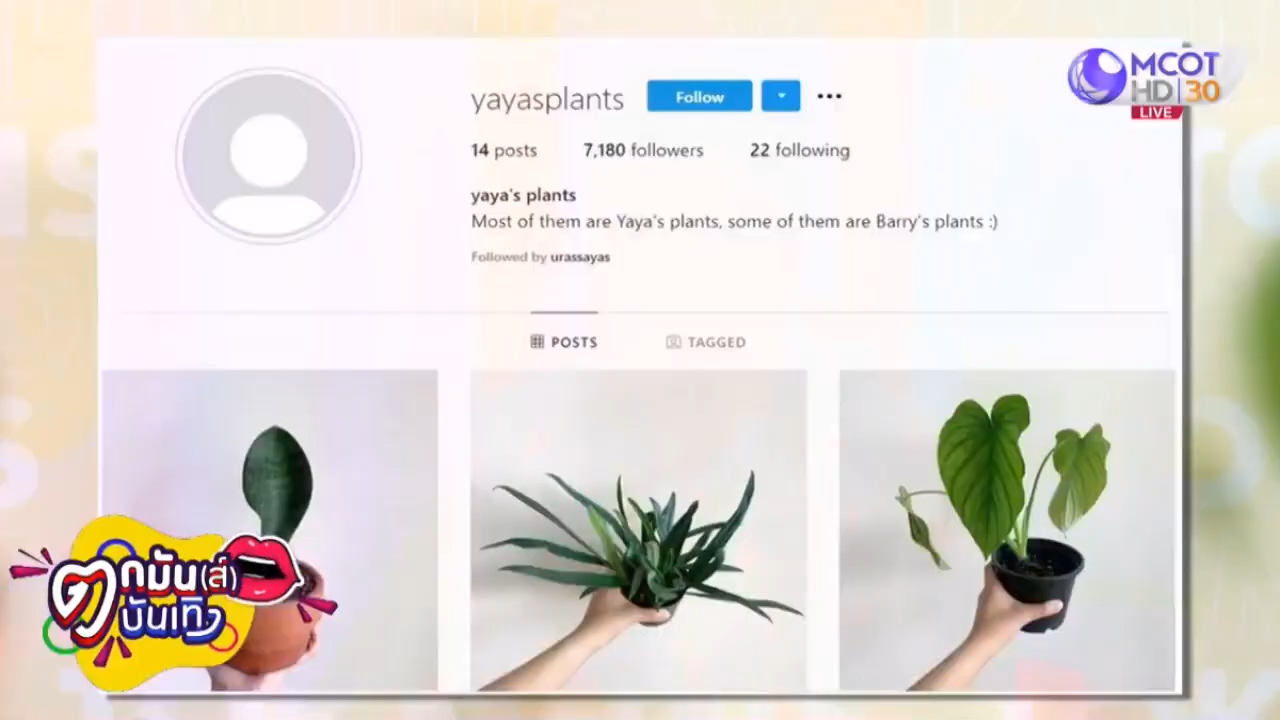 yayasplants
Follow
14 posts
7,180 followers
22 following
yaya's plants
Most of them are Yaya's plants, some of them are Barry's plants :)
Followed by urassayas
POSTS
TAGGED
MCOT
HD 30
LIVE
ตกมัน(ส์)
บันเทิง